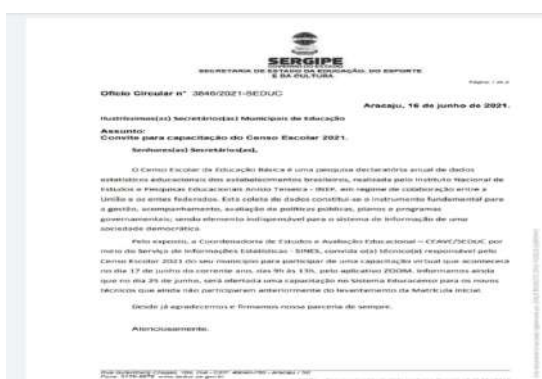 SERGIPE
GOVERNO DO ESTADO
SECRETARIA DE ESTADO DA EDUCAÇÃO, DO ESPORTE
E DA CULTURA
Página: 1 de 2
Ofício Circular nº 3848/2021-SEDUC
Aracaju, 16 de junho de 2021.
Ilustríssimos(as) Secretários(as) Municipais de Educação
Assunto:
Convite para capacitação do Censo Escolar 2021.
Senhores(as) Secretários(as),
O Censo Escolar da Educação Básica é uma pesquisa declaratória anual de dados
estatísticos educacionais dos estabelecimentos brasileiros, realizada pelo Instituto Nacional de
Estudos e Pesquisas Educacionais Anísio Teixeira - INEP, em regime de colaboração entre a
União e os entes federados. Esta coleta de dados constitui-se o instrumento fundamental para
a gestão, acompanhamento, avaliação de políticas públicas, planos e programas
governamentais; sendo elemento indispensável para o sistema de informação de uma
sociedade democrática.
Pelo exposto, a Coordenadoria de Estudos e Avaliação Educacional – CEAVE/SEDUC por
meio do Serviço de Informações Estatísticas - SINES, convida o(a) técnico(a) responsável pelo
Censo Escolar 2021 do seu município para participar de uma capacitação virtual que acontecerá
no dia 17 de junho do corrente ano, das 9h às 13h, pelo aplicativo ZOOM. Informamos ainda
que no dia 25 de junho, será ofertada uma capacitação no Sistema Educacenso para os novos
técnicos que ainda não participaram anteriormente do levantamento da Matrícula Inicial.
Desde já agradecemos e firmamos nossa parceria de sempre.
Atenciosamente,